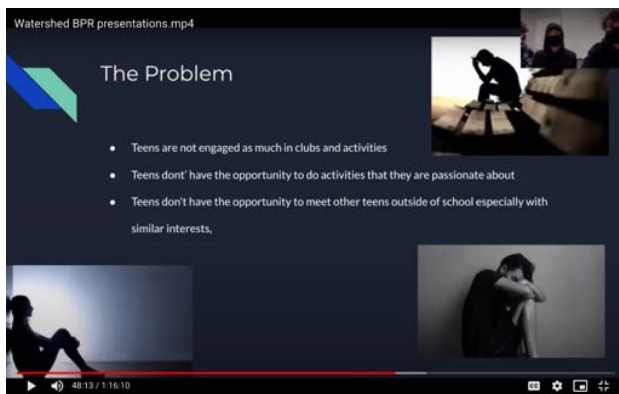 Watershed BPR presentations.mp4
The Problem
● Teens are not engaged as much in clubs and activities
● Teens dont' have the opportunity to do activities that they are passionate about
● Teens don't have the opportunity to meet other teens outside of school especially with
similar interests,
48:13 / 1:16:10
CC